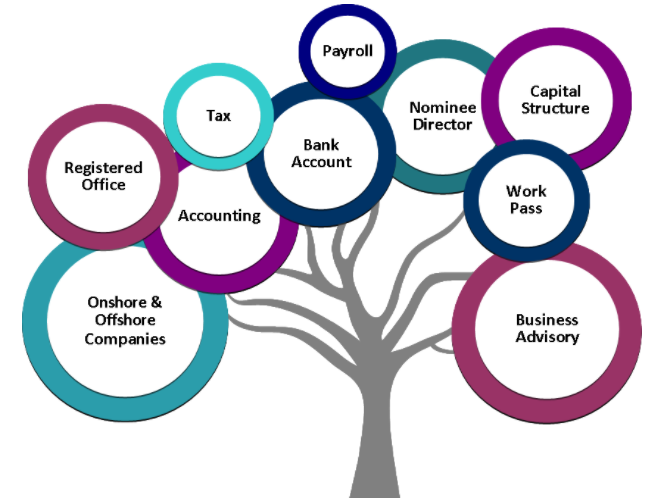 Payroll
Tax
Bank
Account
Nominee
Director
Capital
Structure
Registered
Office
Accounting
Work
Pass
Onshore &
Offshore
Companies
Business
Advisory